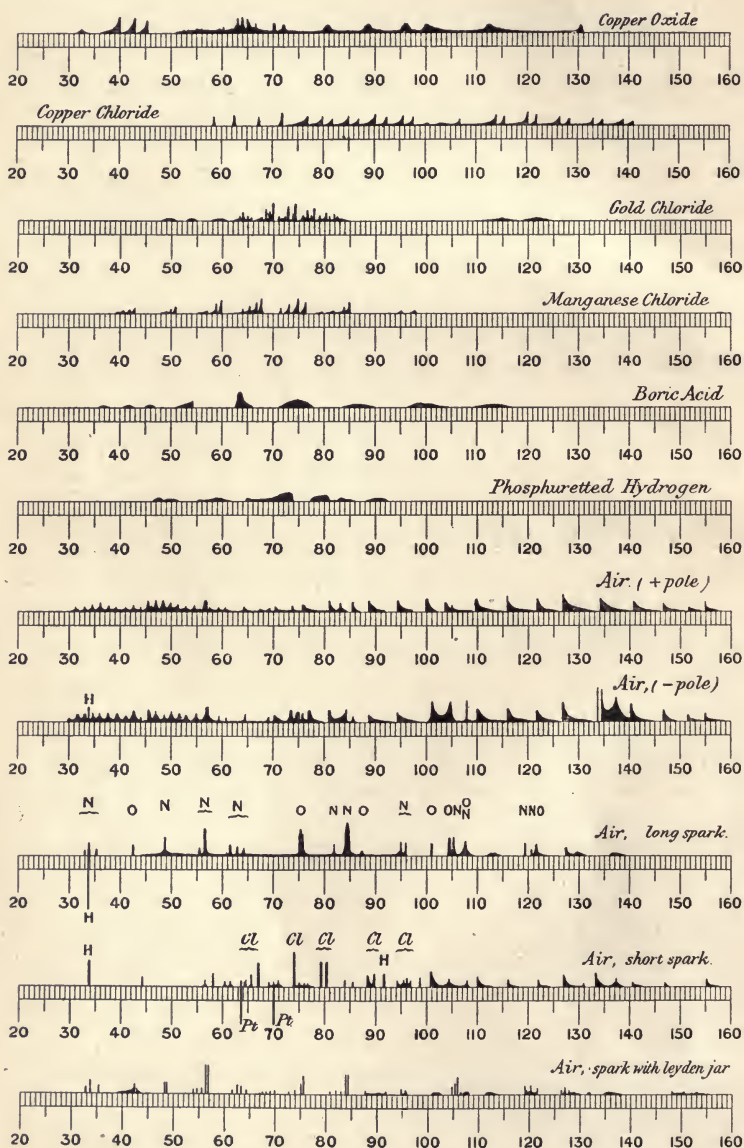 Copper Oxide
20 30 40 50 60 70 80 90 100 110 120 130 140 150 160
Copper Chloride
20 30 40 50 60 70 80 90 100 110 120 130 140 150 160
Gold Chloride
20 30 40 50 60 70 80 90 100 110 120 130 140 150 160
Manganese Chloride
20 30 40 50 60 70 80 90 100 110 120 130 140 150 160
Boric Acid
20 30 40 50 60 70 80 90 100 110 120 130 140 150 160
Phosphuretted Hydrogen
20 30 40 50 60 70 80 90 100 110 120 130 140 150 160
Air. (+pole)
20 30 40 50 60 70 80 90 100 110 120 130 140 150 160
Air, (-pole)
H
20 30 40 50 60 70 80 90 100 110 120 130 140 150 160
N O N N N O N N O N O O N O N N N O
Air, long spark.
20 30 40 50 60 70 80 90 100 110 120 130 140 150 160
H
Cl Cl Cl Cl Cl
H H
Air, short spark.
20 30 40 50 60 70 80 90 100 110 120 130 140 150 160
Pt Pt
Air, spark with leyden jar
20 30 40 50 60 70 80 90 100 110 120 130 140 150 160